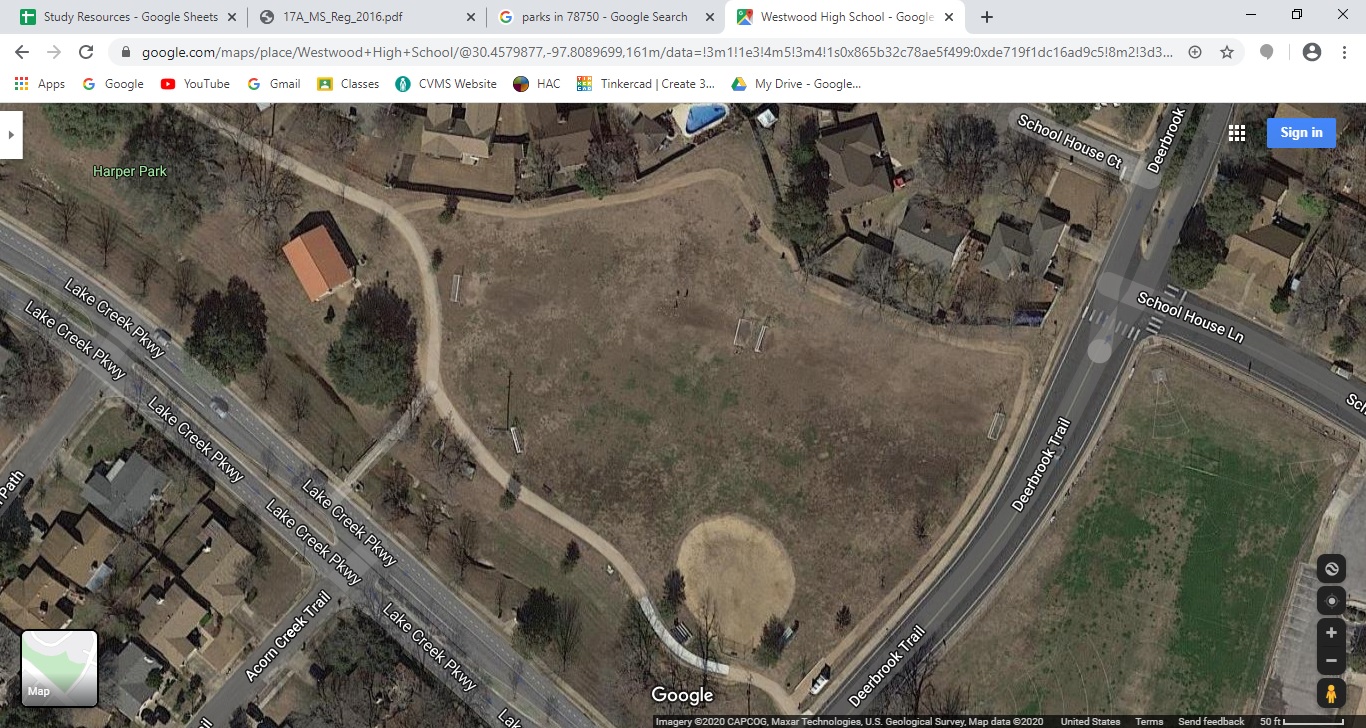 Study Resources - Google Sheets
17A_MS_Reg_2016.pdf
parks in 78750 - Google Search
Westwood High School - Google
google.com/maps/place/Westwood+High+School/@30.4579877,-97.8089699,161m/data=!3m1!1e3!4m5!3m4!1s0x865b32c78ae5f499:0xde719f1dc16ad9c5!8m2!3d3...
Apps
Google
YouTube
Gmail
Classes
CVMS Website
HAC
Tinkercad | Create 3...
My Drive - Google...
School House Ct
Deerbrook
Sign in
Harper Park
Lake Creek Pkwy
Lake Creek Pkwy
School House Ln
Sch
Lake Creek Pkwy
Lake Creek Pkwy
Lake Creek Pkwy
Deerbrook Trail
Path
Acorn Creek Trail
Lake Creek Pkwy
Deerbrook Trail
Map
Google
il
La
Imagery ©2020 CAPCOG, Maxar Technologies, U.S. Geological Survey, Map data ©2020
United States
Terms
Send feedback
50 ft